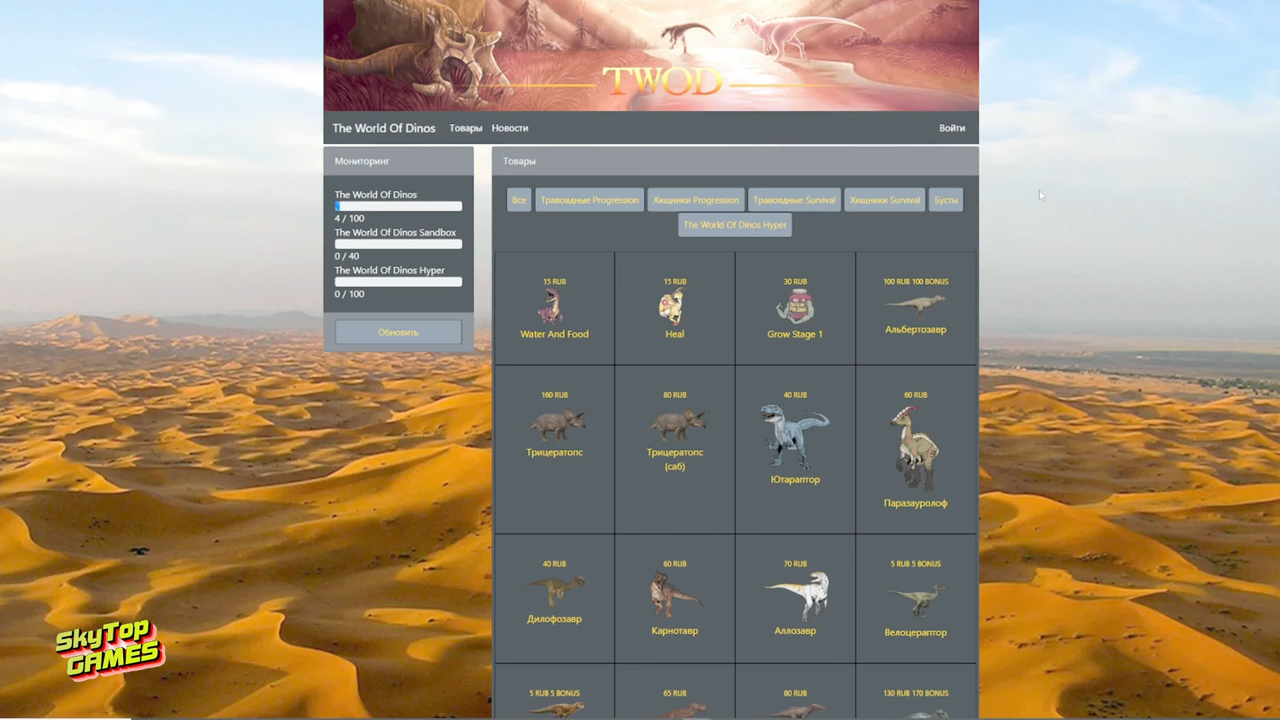 TWOD
The World Of Dinos
Товары
Новости
Войти
Мониторинг
The World Of Dinos
4 / 100
The World Of Dinos Sandbox
0 / 40
The World Of Dinos Hyper
0 / 100
Обновить
Товары
Все
Травоядные Progression
Хищники Progression
Травоядные Survival
Хищники Survival
Бусты
The World Of Dinos Hyper
15 RUB
Water And Food
15 RUB
Heal
30 RUB
Grow Stage 1
100 RUB 100 BONUS
Альбертозавр
160 RUB
Трицератопс
80 RUB
Трицератопс
(саб)
40 RUB
Ютараптор
60 RUB
Паразауролоф
40 RUB
Дилофозавр
60 RUB
Карнотавр
70 RUB
Аллозавр
5 RUB 5 BONUS
Велоцераптор
5 RUB 5 BONUS
65 RUB
80 RUB
130 RUB 170 BONUS
SkyTop
GAMES